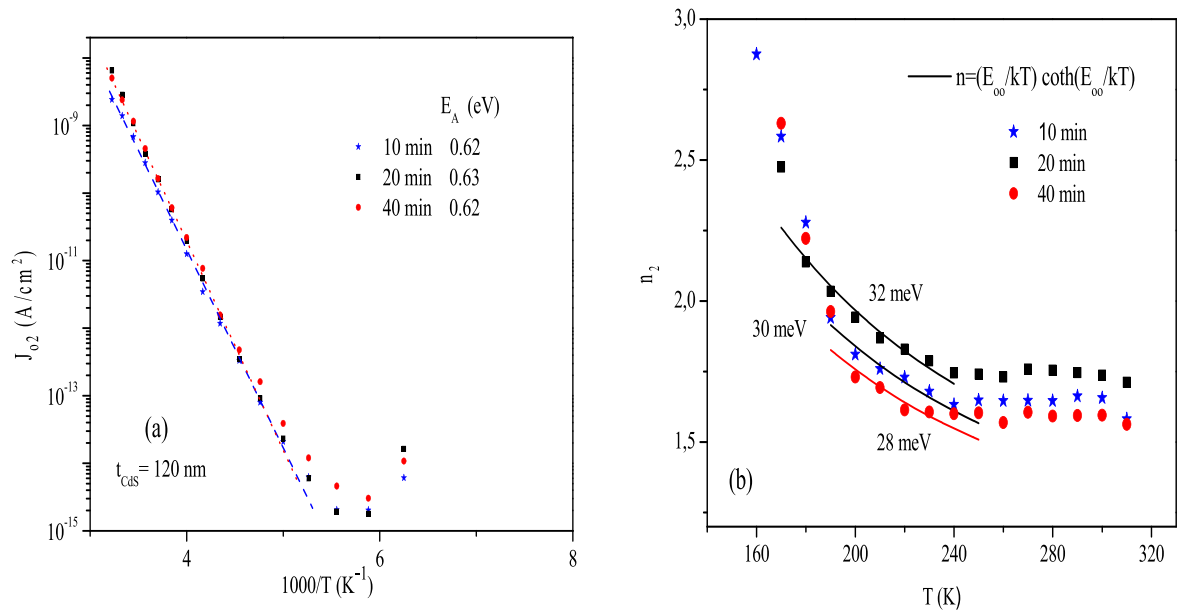 E_A (eV)
10 min 0.62
20 min 0.63
40 min 0.62
10^-9
10^-11
10^-13
10^-15
J_02 (A/cm^2)
(a)
t_CdS= 120 nm
4 6 8
1000/T (K^-1)
3,0
2,5
2,0
1,5
n_2
n=(E_oo/kT) coth(E_oo/kT)
10 min
20 min
40 min
32 meV
30 meV
28 meV
(b)
160 200 240 280 320
T (K)